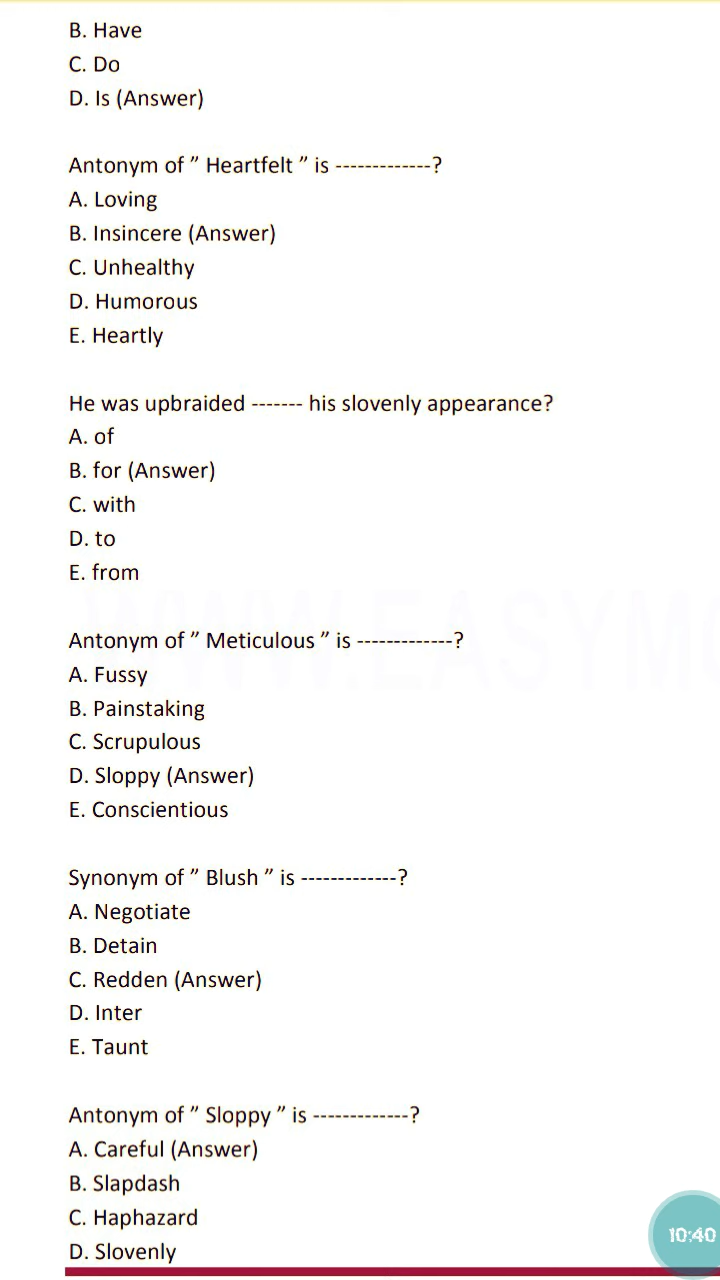 B. Have
C. Do
D. Is (Answer)
Antonym of ” Heartfelt ” is -------------?
A. Loving
B. Insincere (Answer)
C. Unhealthy
D. Humorous
E. Heartly
He was upbraided ------- his slovenly appearance?
A. of
B. for (Answer)
C. with
D. to
E. from
WWW.EASYM
Antonym of ” Meticulous ” is -------------?
A. Fussy
B. Painstaking
C. Scrupulous
D. Sloppy (Answer)
E. Conscientious
Synonym of ” Blush ” is -------------?
A. Negotiate
B. Detain
C. Redden (Answer)
D. Inter
E. Taunt
Antonym of ” Sloppy ” is -------------?
A. Careful (Answer)
B. Slapdash
C. Haphazard
D. Slovenly
10:40